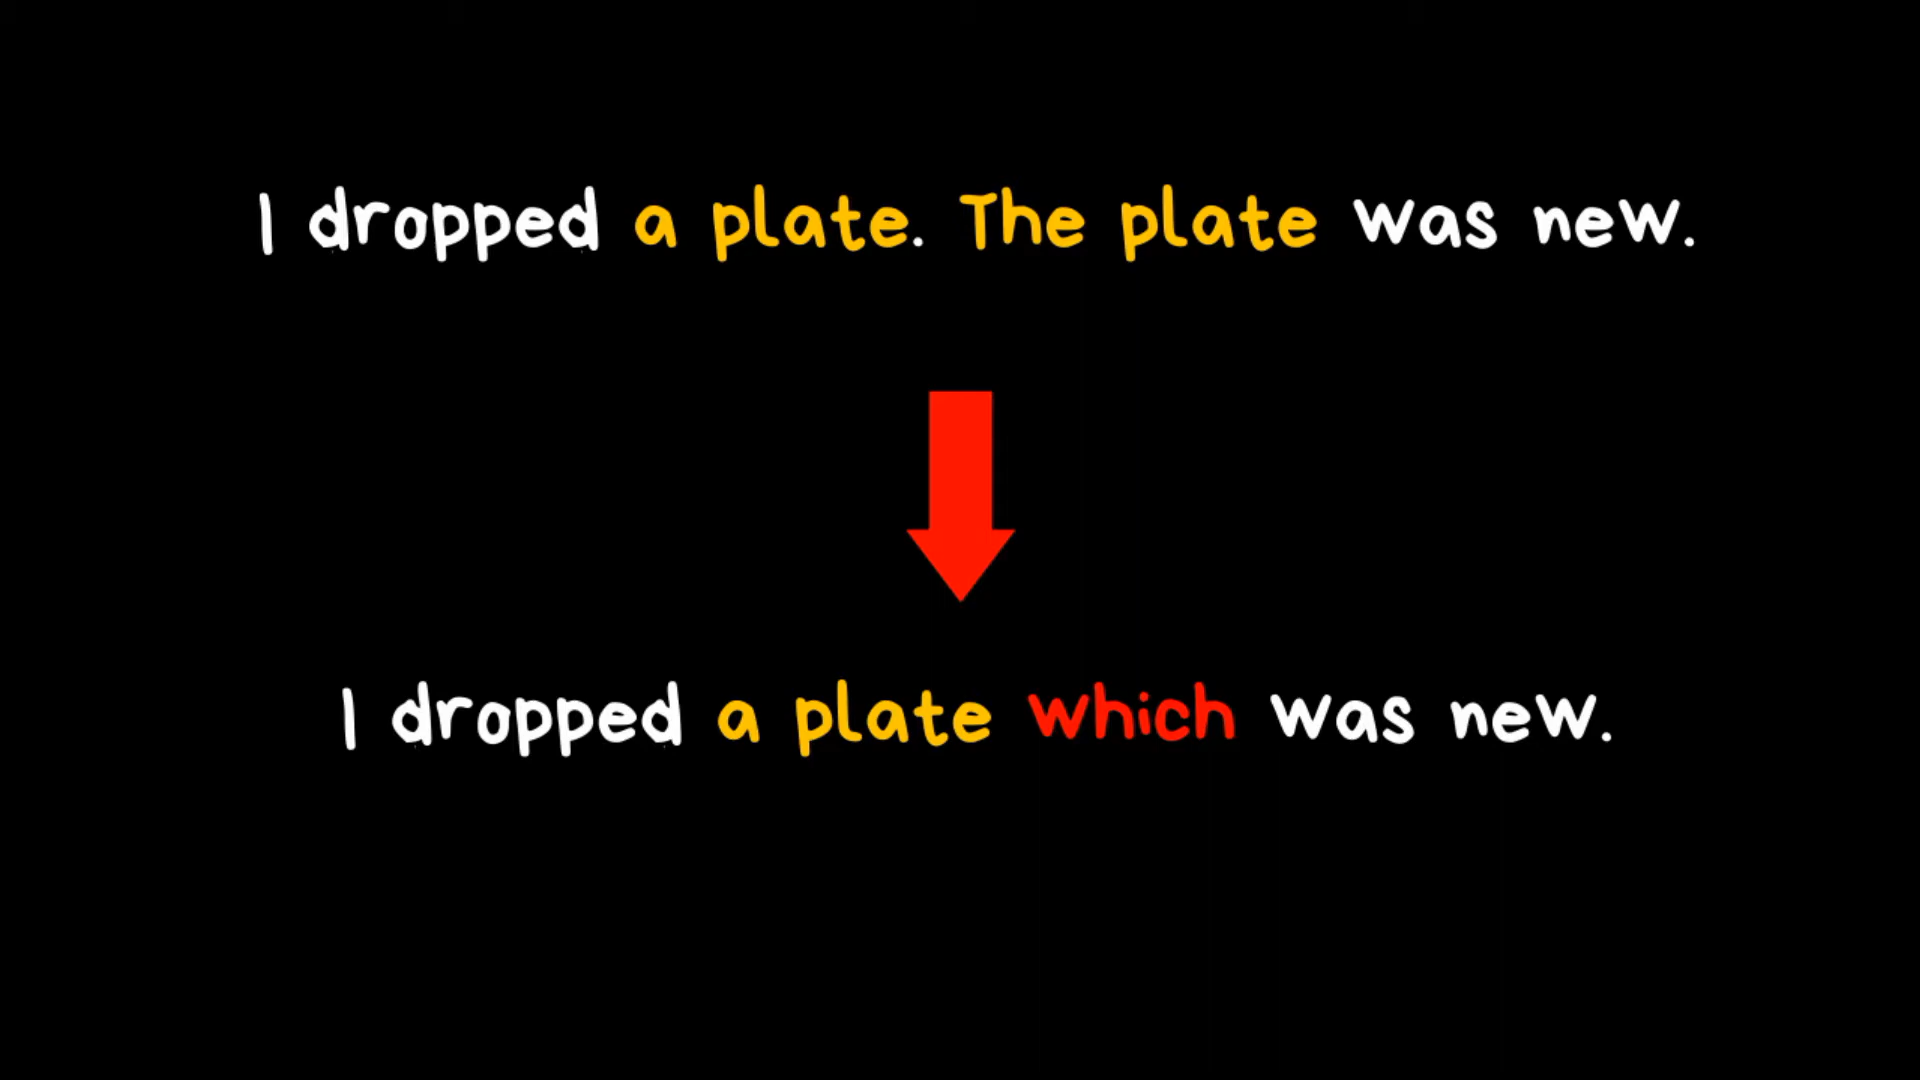 I dropped a plate. The plate was new.
I dropped a plate which was new.